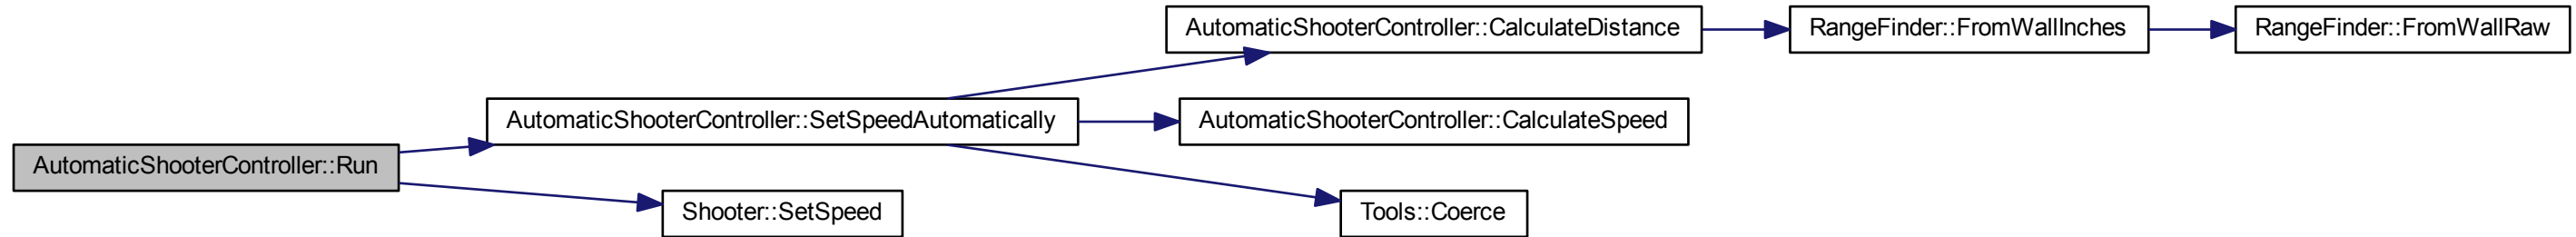 AutomaticShooterController::CalculateDistance
RangeFinder::FromWallInches
RangeFinder::FromWallRaw
AutomaticShooterController::SetSpeedAutomatically
AutomaticShooterController::CalculateSpeed
AutomaticShooterController::Run
Shooter::SetSpeed
Tools::Coerce